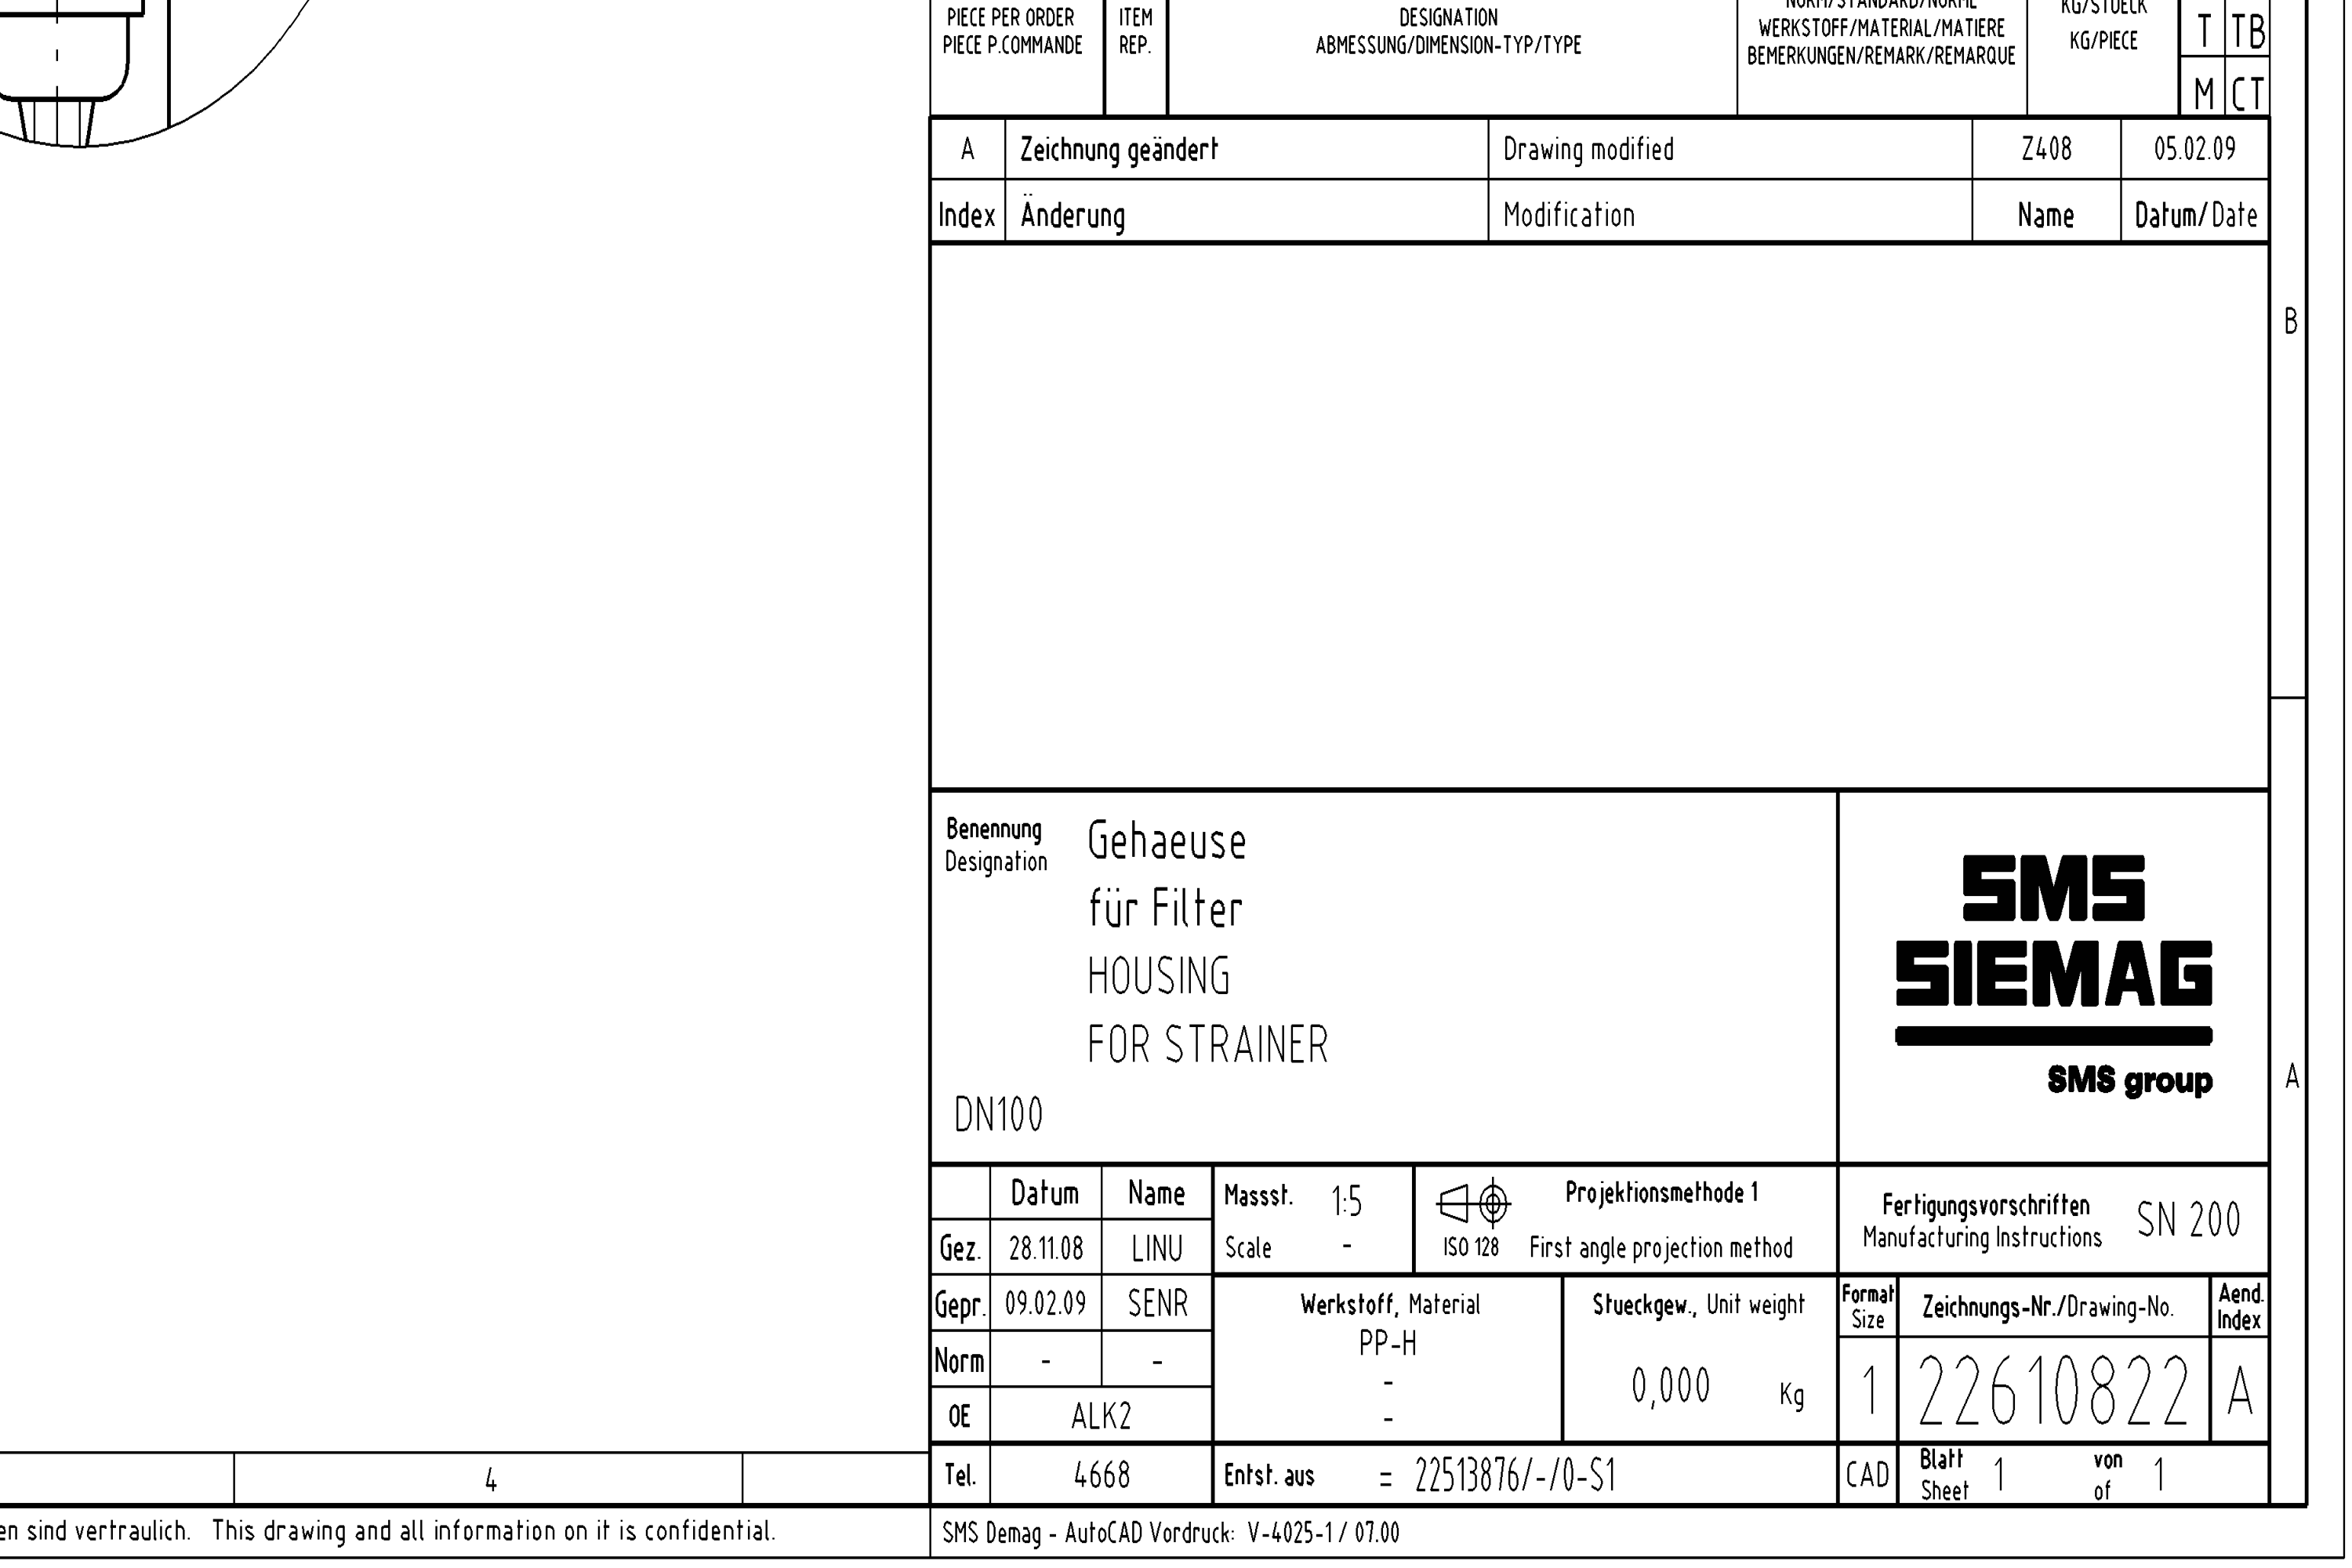 PIECE PER ORDER
PIECE P.COMMANDE
ITEM
REP.
DESIGNATION
ABMESSUNG/DIMENSION-TYP/TYPE
NORM/STANDARD/NORME
WERKSTOFF/MATERIAL/MATIERE
BEMERKUNGEN/REMARK/REMARQUE
KG/STUECK
KG/PIECE
T TB
M CT
A Zeichnung geändert Drawing modified Z408 05.02.09
Index Änderung Modification Name Datum/Date
B
Benennung
Designation
Gehaeuse
für Filter
HOUSING
FOR STRAINER
DN100
SMS
SIEMAG
SMS group
A
Datum Name
Gez. 28.11.08 LINU
Gepr. 09.02.09 SENR
Norm - -
OE ALK2
Tel. 4668
Massst. 1:5
Scale -
ISO 128
Projektionsmethode 1
First angle projection method
Fertigungsvorschriften
Manufacturing Instructions
SN 200
Werkstoff, Material
PP-H
-
-
Stueckgew., Unit weight
0,000 Kg
Format
Size
1
Zeichnungs-Nr./Drawing-No.
22610822
Aend.
Index
A
Entst. aus = 22513876/-/0-S1
CAD
Blatt 1 von 1
Sheet of
4
en sind vertraulich. This drawing and all information on it is confidential.
SMS Demag - AutoCAD Vordruck: V-4025-1 / 07.00